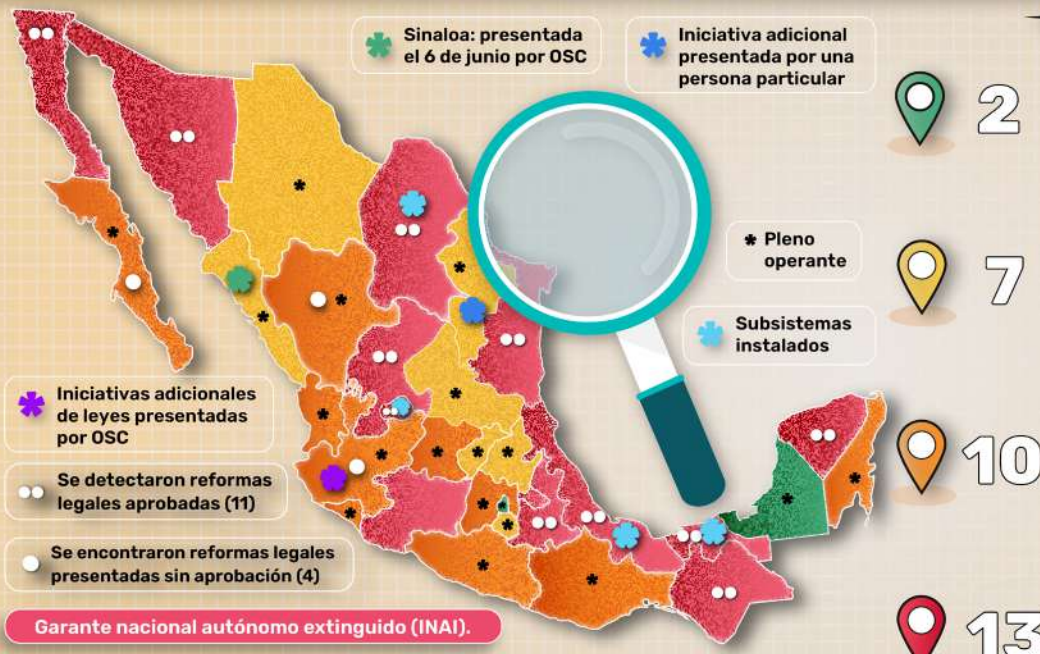 Sinaloa: presentada
el 6 de junio por OSC
Iniciativa adicional
presentada por una
persona particular
2
* Pleno
operante
7
Subsistemas
instalados
Iniciativas adicionales
de leyes presentadas
por OSC
Se detectaron reformas
legales aprobadas (11)
10
Se encontraron reformas legales
presentadas sin aprobación (4)
Garante nacional autónomo extinguido (INAI).
13